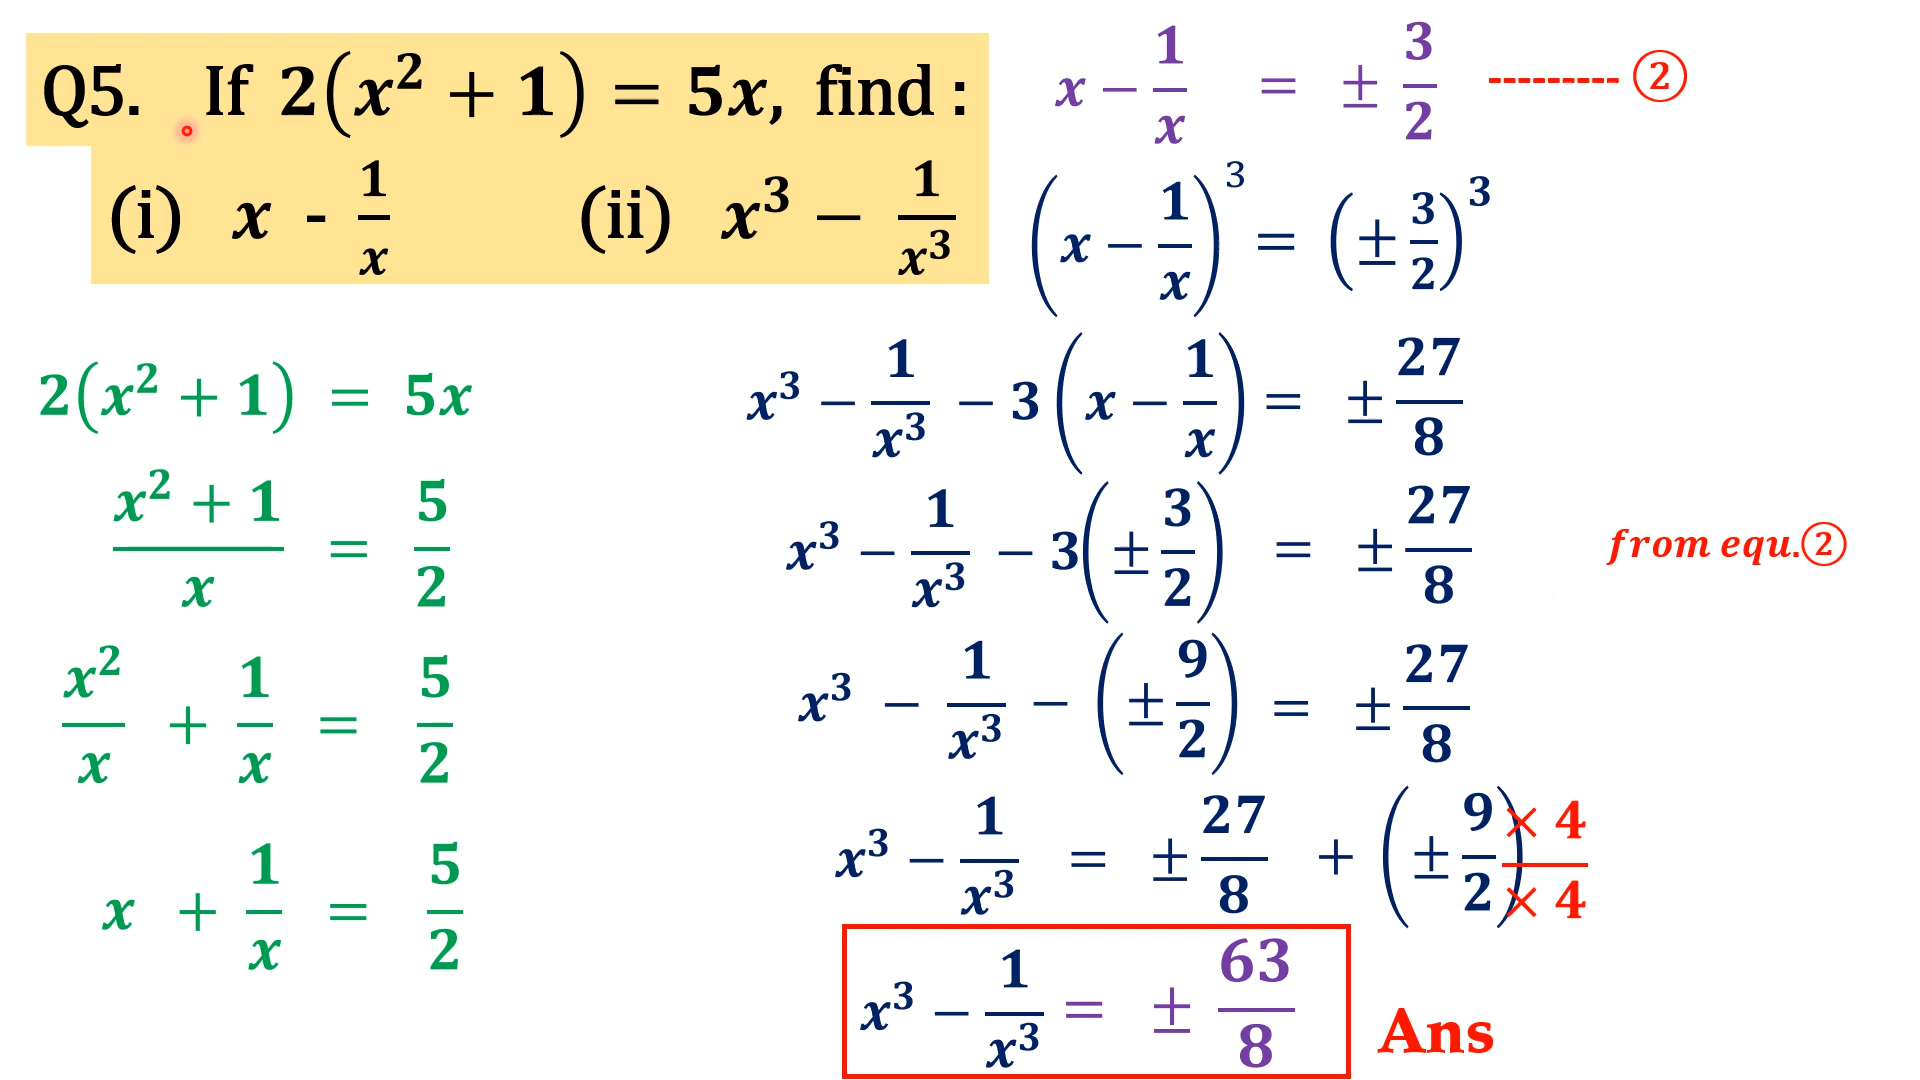 Q5. If 2(x² + 1) = 5x, find :
(i) x - 1/x (ii) x³ − 1/x³
2(x² + 1) = 5x
(x² + 1)/x = 5/2
x²/x + 1/x = 5/2
x + 1/x = 5/2
x − 1/x = ± 3/2 --------- ②
(x − 1/x)³ = (± 3/2)³
x³ − 1/x³ − 3(x − 1/x) = ± 27/8
x³ − 1/x³ − 3(± 3/2) = ± 27/8 from equ.②
x³ − 1/x³ − (± 9/2) = ± 27/8
x³ − 1/x³ = ± 27/8 + (± 9/2) × 4/× 4
x³ − 1/x³ = ± 63/8 Ans